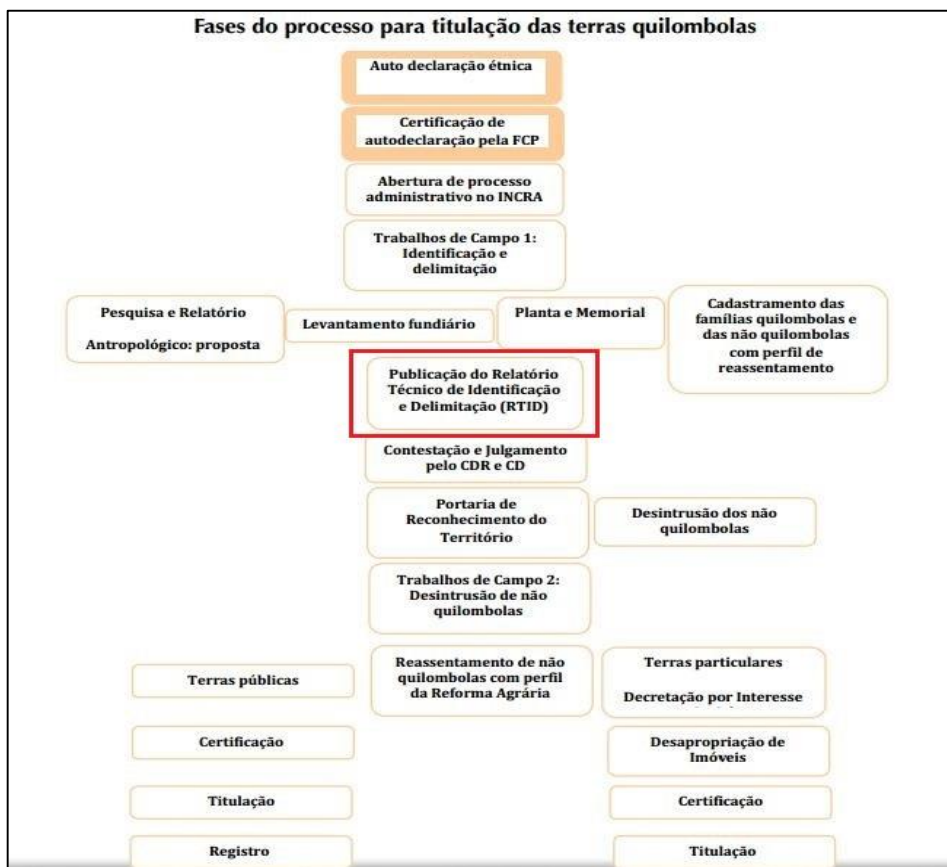 Fases do processo para titulação das terras quilombolas
Auto declaração étnica
Certificação de
autodeclaração pela FCP
Abertura de processo
administrativo no INCRA
Trabalhos de Campo 1:
Identificação e
delimitação
Pesquisa e Relatório
Antropológico: proposta
Levantamento fundiário
Planta e Memorial
Cadastramento das
famílias quilombolas e
das não quilombolas
com perfil de
reassentamento
Publicação do Relatório
Técnico de Identificação
e Delimitação (RTID)
Contestação e Julgamento
pelo CDR e CD
Portaria de
Reconhecimento do
Território
Desintrusão dos não
quilombolas
Trabalhos de Campo 2:
Desintrusão de não
quilombolas
Terras públicas
Reassentamento de não
quilombolas com perfil
da Reforma Agrária
Terras particulares
Decretação por Interesse
Certificação
Desapropriação de
Imóveis
Titulação
Certificação
Registro
Titulação